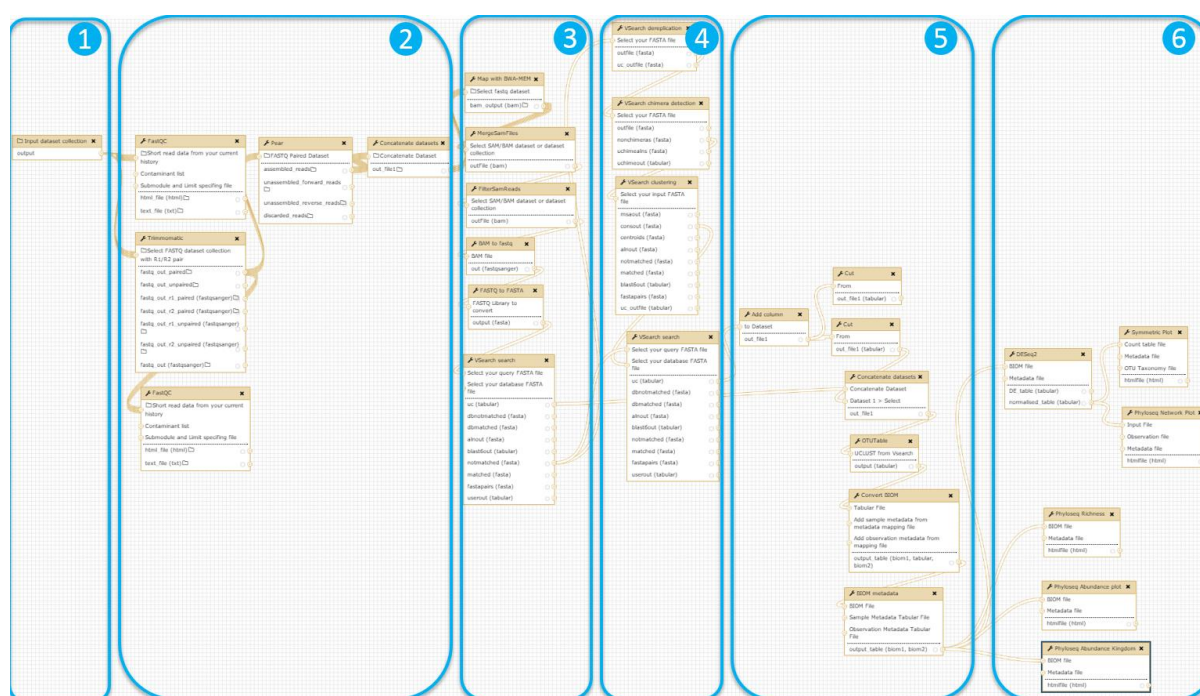 1
Input dataset collection
output
2
FastQC
Short read data from your current
history
Contaminant list
Submodule and Limit specifing file
html_file (html)
text_file (txt)
Trimmomatic
Select FASTQ dataset collection
with R1/R2 pair
fastq_out_paired
fastq_out_unpaired
fastq_out_r1_paired (fastqsanger)
fastq_out_r2_paired (fastqsanger)
fastq_out_r1_unpaired (fastqsanger)
fastq_out_r2_unpaired (fastqsanger)
fastq_out (fastqsanger)
FastQC
Short read data from your current
history
Contaminant list
Submodule and Limit specifing file
html_file (html)
text_file (txt)
Pear
FASTQ Paired Dataset
assembled_reads
unassembled_forward_reads
unassembled_reverse_reads
discarded_reads
Concatenate datasets
Concatenate Dataset
out_file1
3
Map with BWA-MEM
Select fastq dataset
bam_output (bam)
MergeSamFiles
Select SAM/BAM dataset or dataset
collection
outFile (bam)
FilterSamReads
Select SAM/BAM dataset or dataset
collection
outFile (bam)
BAM to fastq
BAM file
out (fastqsanger)
FASTQ to FASTA
FASTQ Library to
convert
output (fasta)
VSearch search
Select your query FASTA file
Select your database FASTA
file
uc (tabular)
dbnotmatched (fasta)
dbmatched (fasta)
alnout (fasta)
blast6out (tabular)
notmatched (fasta)
matched (fasta)
fastapairs (fasta)
userout (tabular)
4
VSearch dereplication
Select your FASTA file
outfile (fasta)
uc_outfile (fasta)
VSearch chimera detection
Select your FASTA file
outfile (fasta)
nonchimeras (fasta)
uchimealns (fasta)
uchimeout (tabular)
VSearch clustering
Select your input FASTA
file
msaout (fasta)
consout (fasta)
centroids (fasta)
alnout (fasta)
notmatched (fasta)
matched (fasta)
blast6out (tabular)
fastapairs (fasta)
uc_outfile (tabular)
VSearch search
Select your query FASTA file
Select your database FASTA
file
uc (tabular)
dbnotmatched (fasta)
dbmatched (fasta)
alnout (fasta)
blast6out (tabular)
notmatched (fasta)
matched (fasta)
fastapairs (fasta)
userout (tabular)
5
Add column
to Dataset
out_file1
Cut
From
out_file1 (tabular)
Cut
From
out_file1 (tabular)
Concatenate datasets
Concatenate Dataset
Dataset 1 > Select
out_file1
OTUTable
UCLUST from Vsearch
output (tabular)
Convert BIOM
Tabular File
Add sample metadata from
metadata mapping file
Add observation metadata from
mapping file
output_table (biom1, tabular,
biom2)
BIOM metadata
BIOM File
Sample Metadata Tabular File
Observation Metadata Tabular
File
output_table (biom1, biom2)
6
DESeq2
BIOM file
Metadata file
DE_table (tabular)
normalised_table (tabular)
Symmetric Plot
Count table file
Metadata file
OTU Taxonomy file
htmlfile (html)
Phyloseq Network Plot
Input File
Observation file
Metadata file
htmlfile (html)
Phyloseq Richness
BIOM file
Metadata file
htmlfile (html)
Phyloseq Abundance plot
BIOM file
Metadata file
htmlfile (html)
Phyloseq Abundance Kingdom
BIOM file
Metadata file
htmlfile (html)